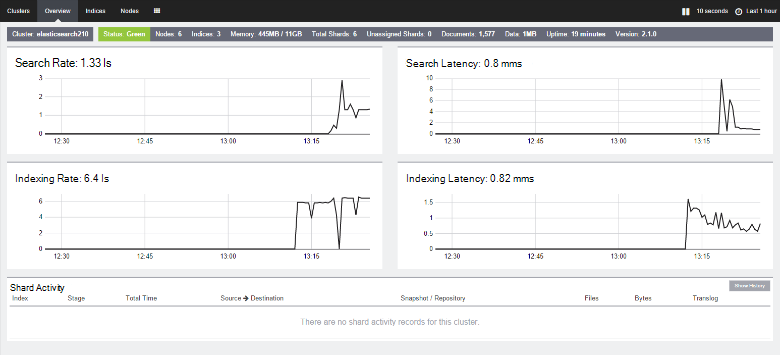 Clusters Overview Indices Nodes 10 seconds Last 1 hour
Cluster elasticsearch210 Status Green Nodes 6 Indices 3 Memory 445MB / 11GB Total Shards 6 Unassigned Shards 0 Documents 1,577 Data 1MB Uptime 19 minutes Version 2.1.0
Search Rate: 1.33 ls
3
2
1
0
12:30 12:45 13:00 13:15
Search Latency: 0.8 mms
10
8
6
4
2
0
12:30 12:45 13:00 13:15
Indexing Rate: 6.4 ls
6
4
2
0
12:30 12:45 13:00 13:15
Indexing Latency: 0.82 mms
1.5
1
0.5
0
12:30 12:45 13:00 13:15
Shard Activity
Show History
Index Stage Total Time Source → Destination Snapshot / Repository Files Bytes Translog
There are no shard activity records for this cluster.